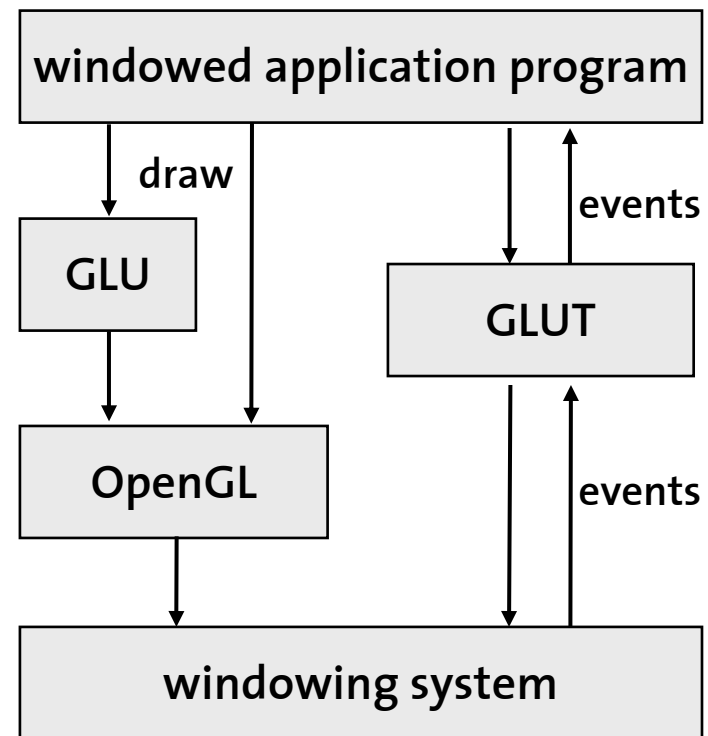 windowed application program
draw
events
GLU
GLUT
OpenGL
events
windowing system